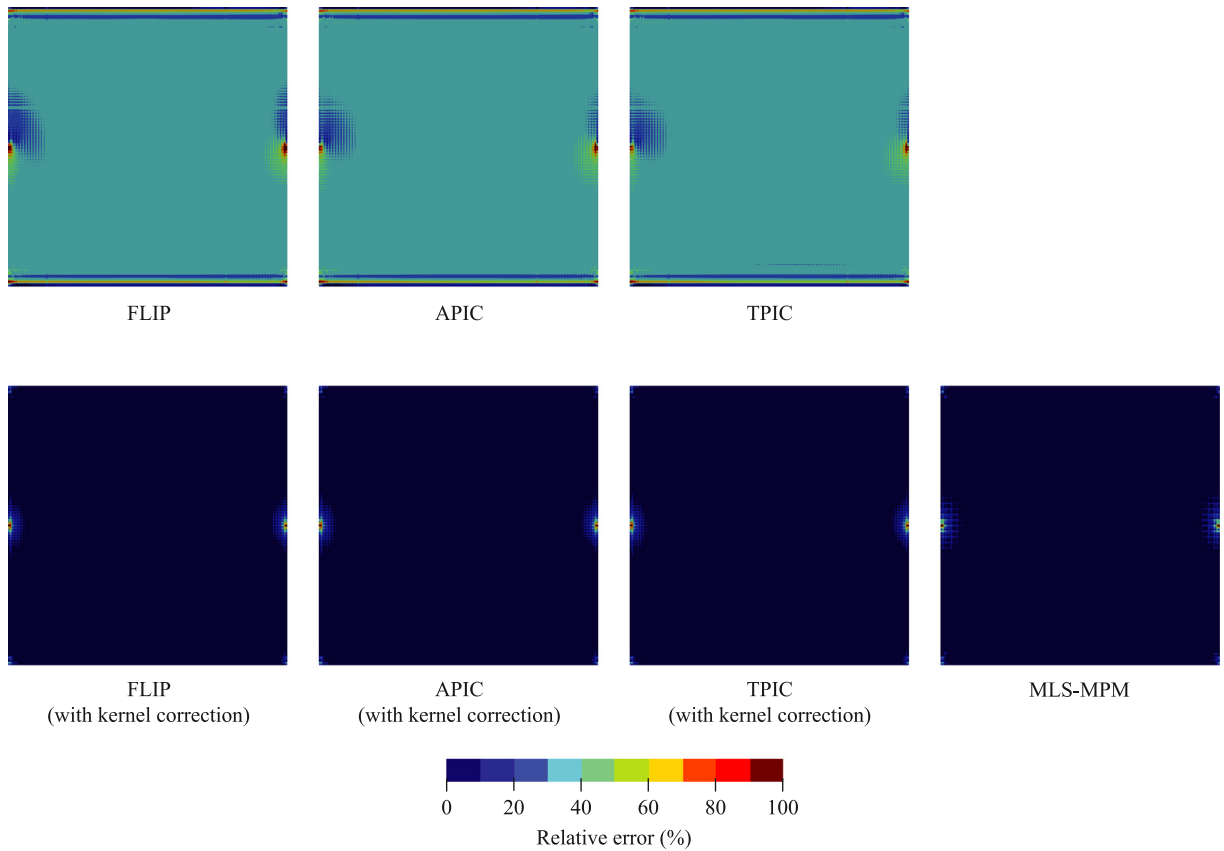 FLIP
APIC
TPIC
FLIP
(with kernel correction)
APIC
(with kernel correction)
TPIC
(with kernel correction)
MLS-MPM
0 20 40 60 80 100
Relative error (%)